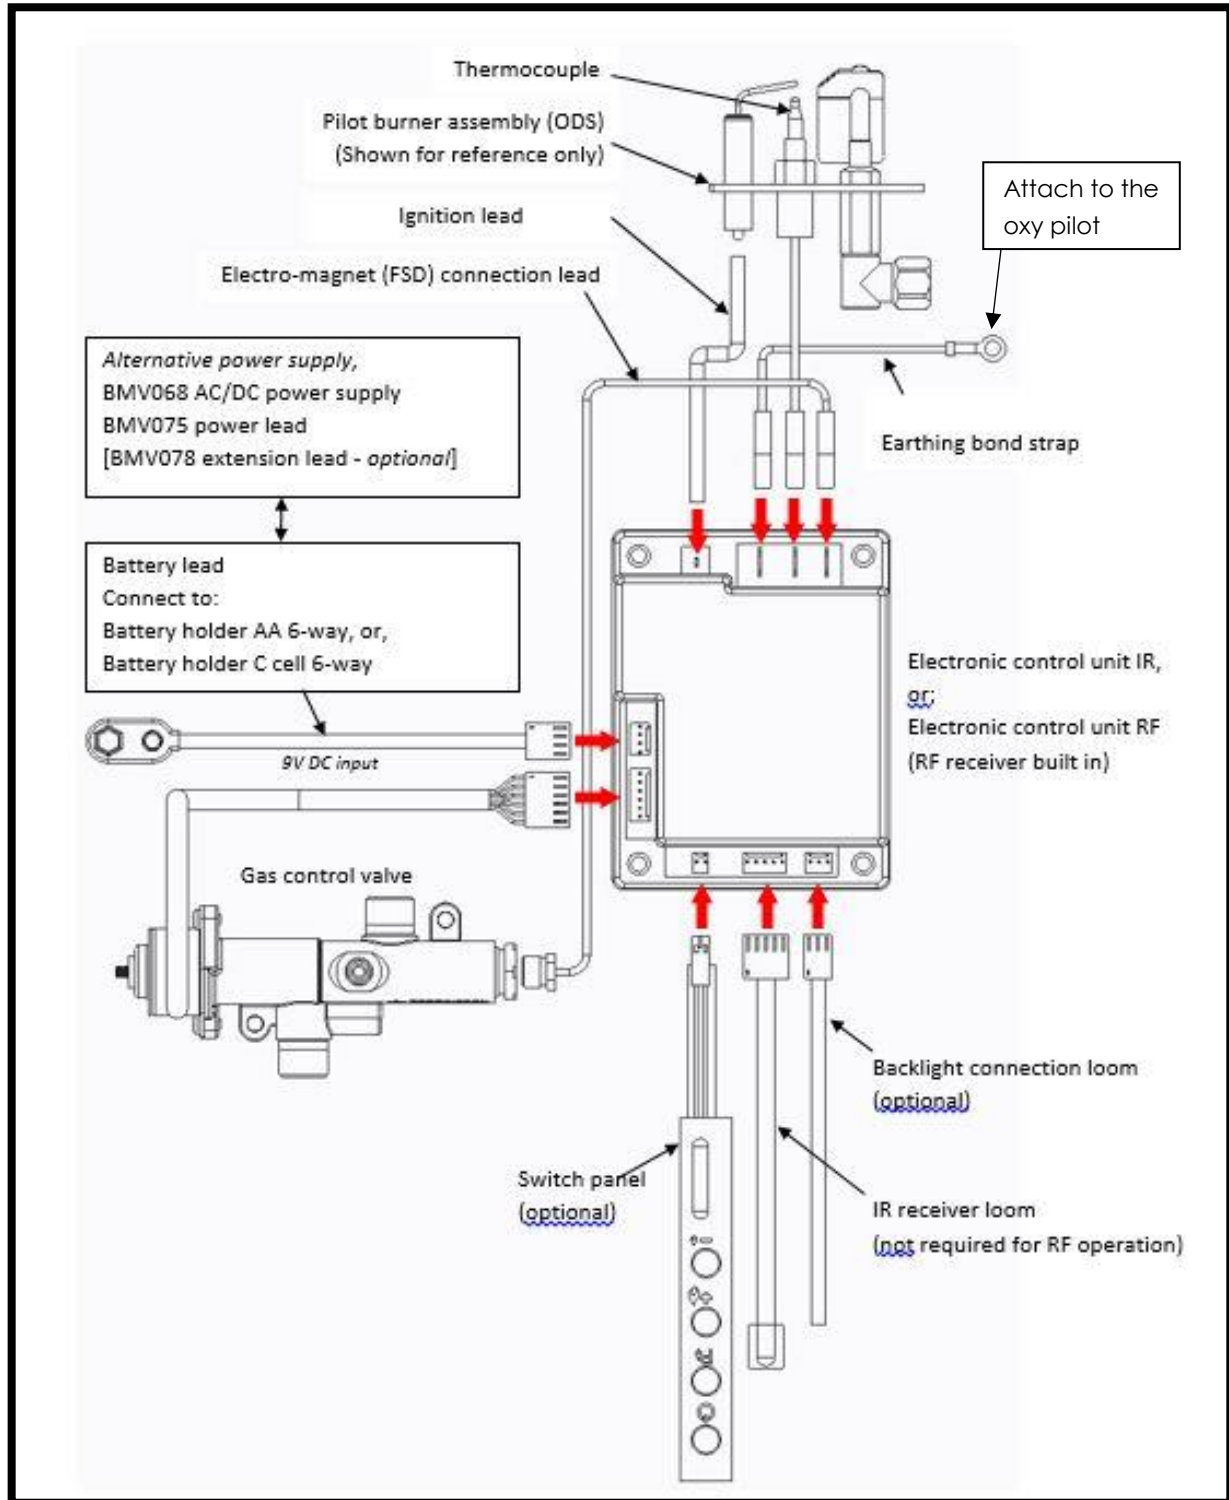 Thermocouple
Pilot burner assembly (ODS)
(Shown for reference only)
Ignition lead
Electro-magnet (FSD) connection lead
Attach to the
oxy pilot
Alternative power supply,
BMV068 AC/DC power supply
BMV075 power lead
[BMV078 extension lead - optional]
Earthing bond strap
Battery lead
Connect to:
Battery holder AA 6-way, or,
Battery holder C cell 6-way
Electronic control unit IR,
or;
Electronic control unit RF
(RF receiver built in)
9V DC input
Gas control valve
Backlight connection loom
(optional)
Switch panel
(optional)
IR receiver loom
(not required for RF operation)